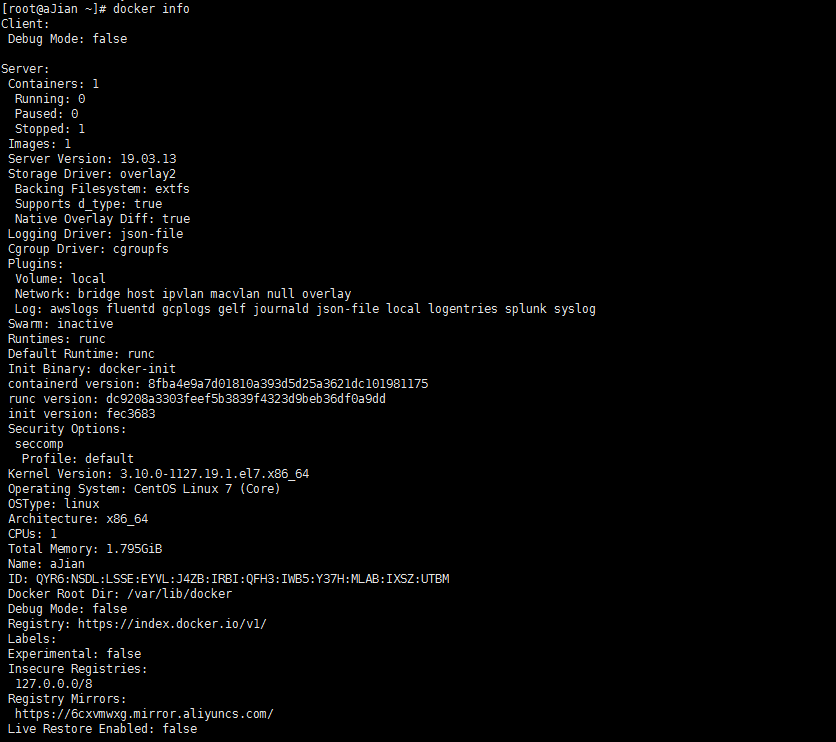 [root@aJian ~]# docker info
Client:
 Debug Mode: false

Server:
 Containers: 1
  Running: 0
  Paused: 0
  Stopped: 1
 Images: 1
 Server Version: 19.03.13
 Storage Driver: overlay2
  Backing Filesystem: extfs
  Supports d_type: true
  Native Overlay Diff: true
 Logging Driver: json-file
 Cgroup Driver: cgroupfs
 Plugins:
  Volume: local
  Network: bridge host ipvlan macvlan null overlay
  Log: awslogs fluentd gcplogs gelf journald json-file local logentries splunk syslog
 Swarm: inactive
 Runtimes: runc
 Default Runtime: runc
 Init Binary: docker-init
 containerd version: 8fba4e9a7d01810a393d5d25a3621dc101981175
 runc version: dc9208a3303feef5b3839f4323d9beb36df0a9dd
 init version: fec3683
 Security Options:
  seccomp
   Profile: default
 Kernel Version: 3.10.0-1127.19.1.el7.x86_64
 Operating System: CentOS Linux 7 (Core)
 OSType: linux
 Architecture: x86_64
 CPUs: 1
 Total Memory: 1.795GiB
 Name: aJian
 ID: QYR6:NSDL:LSSE:EYVL:J4ZB:IRBI:QFH3:IWB5:Y37H:MLAB:IXSZ:UTBM
 Docker Root Dir: /var/lib/docker
 Debug Mode: false
 Registry: https://index.docker.io/v1/
 Labels:
 Experimental: false
 Insecure Registries:
  127.0.0.0/8
 Registry Mirrors:
  https://6cxvmwxg.mirror.aliyuncs.com/
 Live Restore Enabled: false